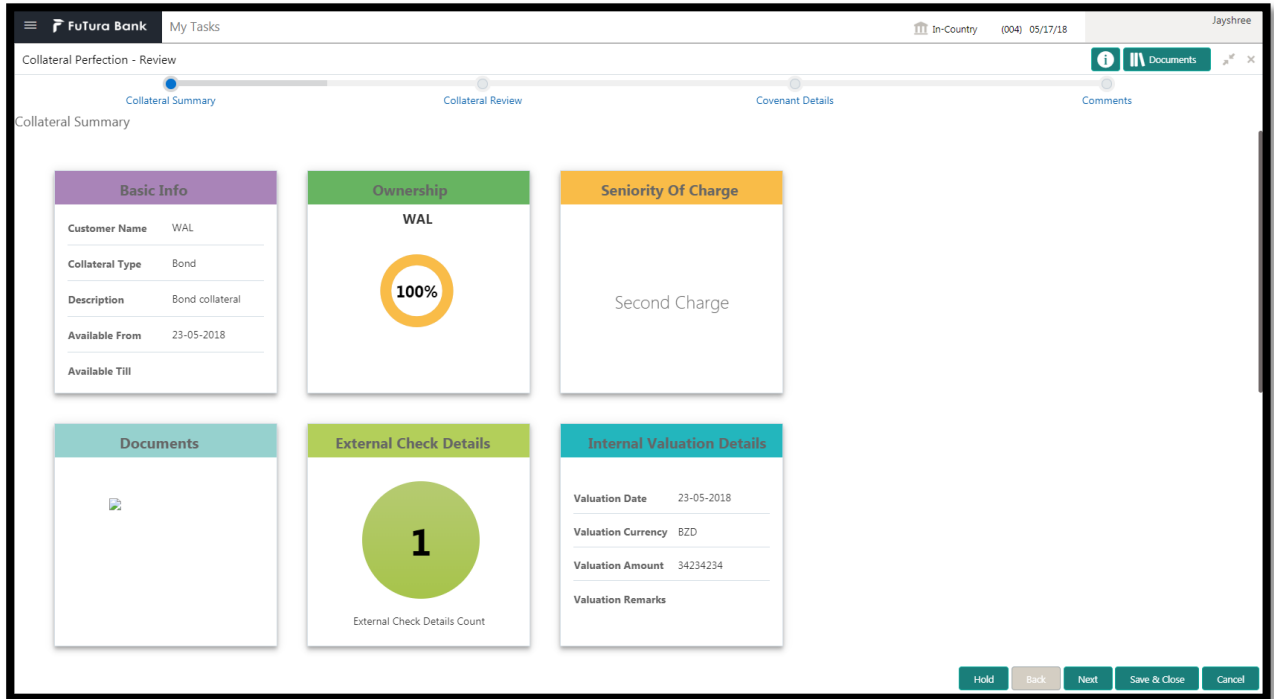 FuTura Bank
My Tasks
In-Country
(004) 05/17/18
Jayshree
Collateral Perfection - Review
i
Documents
Collateral Summary
Collateral Review
Covenant Details
Comments
Collateral Summary
Basic Info
Customer Name WAL
Collateral Type Bond
Description Bond collateral
Available From 23-05-2018
Available Till
Ownership
WAL
100%
Seniority Of Charge
Second Charge
Documents
External Check Details
1
External Check Details Count
Internal Valuation Details
Valuation Date 23-05-2018
Valuation Currency BZD
Valuation Amount 34234234
Valuation Remarks
Hold
Back
Next
Save & Close
Cancel